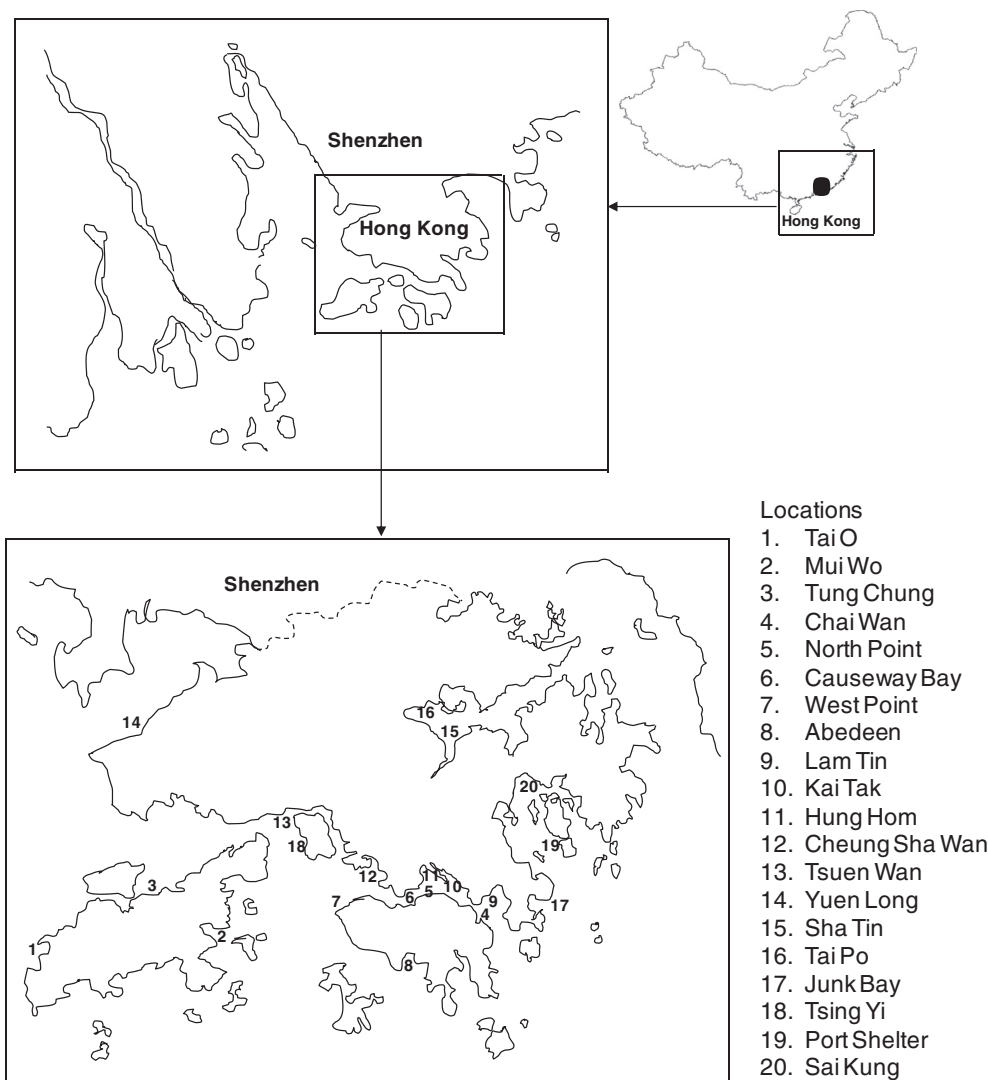 Shenzhen
Hong Kong
Hong Kong
Shenzhen
14
16
15
20
13
18
19
12
11
10
3
5
6
9
7
17
4
2
1
8
Locations
1. Tai O
2. Mui Wo
3. Tung Chung
4. Chai Wan
5. North Point
6. Causeway Bay
7. West Point
8. Abedeen
9. Lam Tin
10. Kai Tak
11. Hung Hom
12. Cheung Sha Wan
13. Tsuen Wan
14. Yuen Long
15. Sha Tin
16. Tai Po
17. Junk Bay
18. Tsing Yi
19. Port Shelter
20. Sai Kung